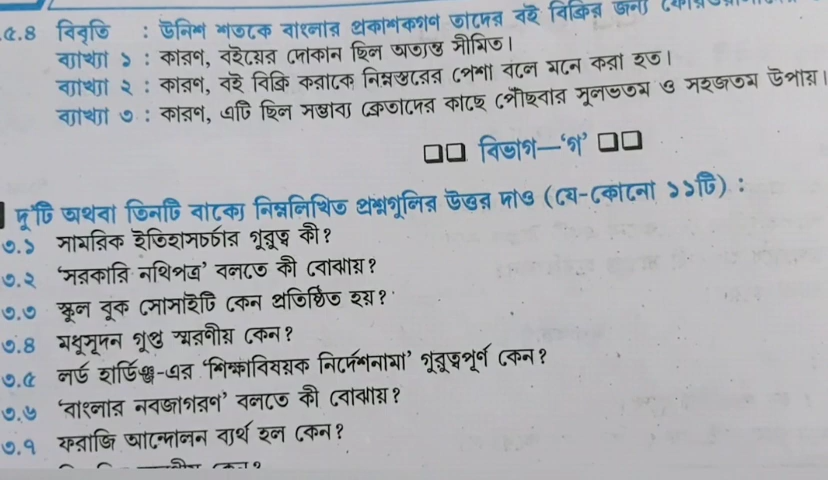 .৫.৪ বিবৃতি : উনিশ শতকে বাংলার প্রকাশকগণ তাদের বই বিক্রির জন্য
ব্যাখ্যা ১ : কারণ, বইয়ের দোকান ছিল অত্যন্ত সীমিত।
ব্যাখ্যা ২ : কারণ, বই বিক্রি করাকে নিম্নস্তরের পেশা বলে মনে করা হত।
ব্যাখ্যা ৩ : কারণ, এটি ছিল সম্ভাব্য ক্রেতাদের কাছে পৌঁছবার সুলভতম ও সহজতম উপায়।
বিভাগ—‘গ’
দু'টি অথবা তিনটি বাক্যে নিম্নলিখিত প্রশ্নগুলির উত্তর দাও (যে-কোনো ১১টি) :
৩.১ সামরিক ইতিহাসচর্চার গুরুত্ব কী?
৩.২ ‘সরকারি নথিপত্র’ বলতে কী বোঝায়?
৩.৩ স্কুল বুক সোসাইটি কেন প্রতিষ্ঠিত হয়?
৩.৪ মধুসূদন গুপ্ত স্মরণীয় কেন?
৩.৫ লর্ড হার্ডিঞ্জ-এর ‘শিক্ষাবিষয়ক নির্দেশনামা’ গুরুত্বপূর্ণ কেন?
৩.৬ ‘বাংলার নবজাগরণ’ বলতে কী বোঝায়?
৩.৭ ফরাজি আন্দোলন ব্যর্থ হল কেন?